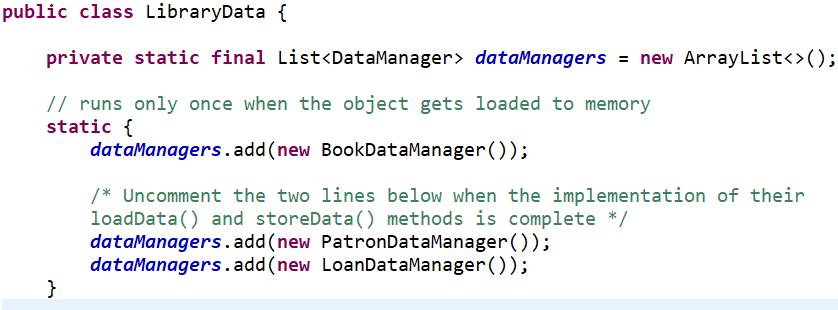 public class LibraryData {
private static final List<DataManager> dataManagers = new ArrayList<>();
// runs only once when the object gets loaded to memory
static {
dataManagers.add(new BookDataManager());
/* Uncomment the two lines below when the implementation of their
loadData() and storeData() methods is complete */
dataManagers.add(new PatronDataManager());
dataManagers.add(new LoanDataManager());
}